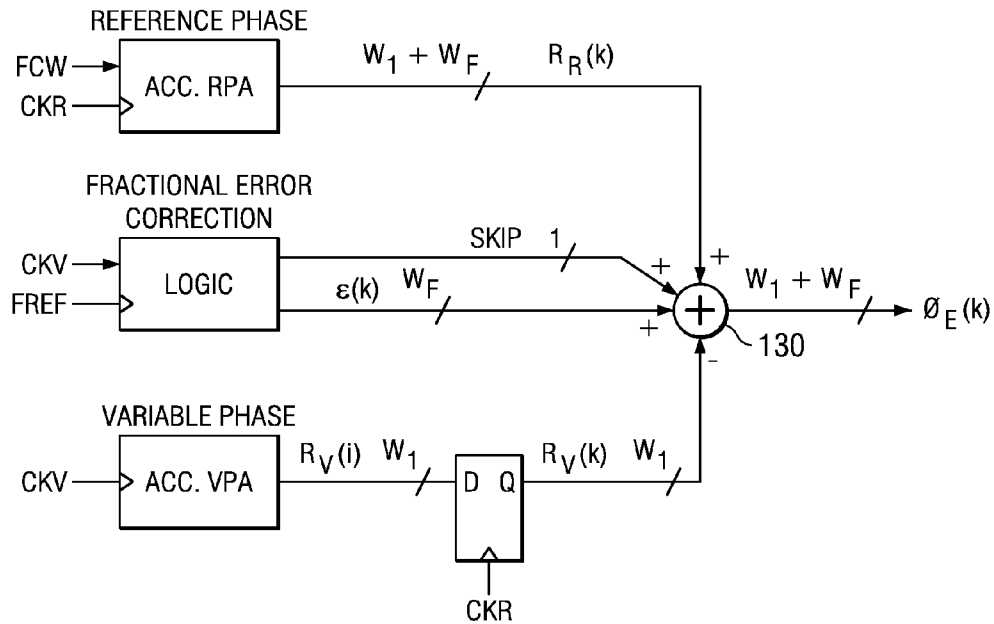 REFERENCE PHASE
FCW
CKR
ACC. RPA
W1 + WF
RR(k)
FRACTIONAL ERROR
CORRECTION
CKV
FREF
LOGIC
SKIP 1
ε(k) WF
+
+
+
+
-
W1 + WF
ØE(k)
130
VARIABLE PHASE
CKV
ACC. VPA
RV(i) W1
D Q
RV(k) W1
CKR